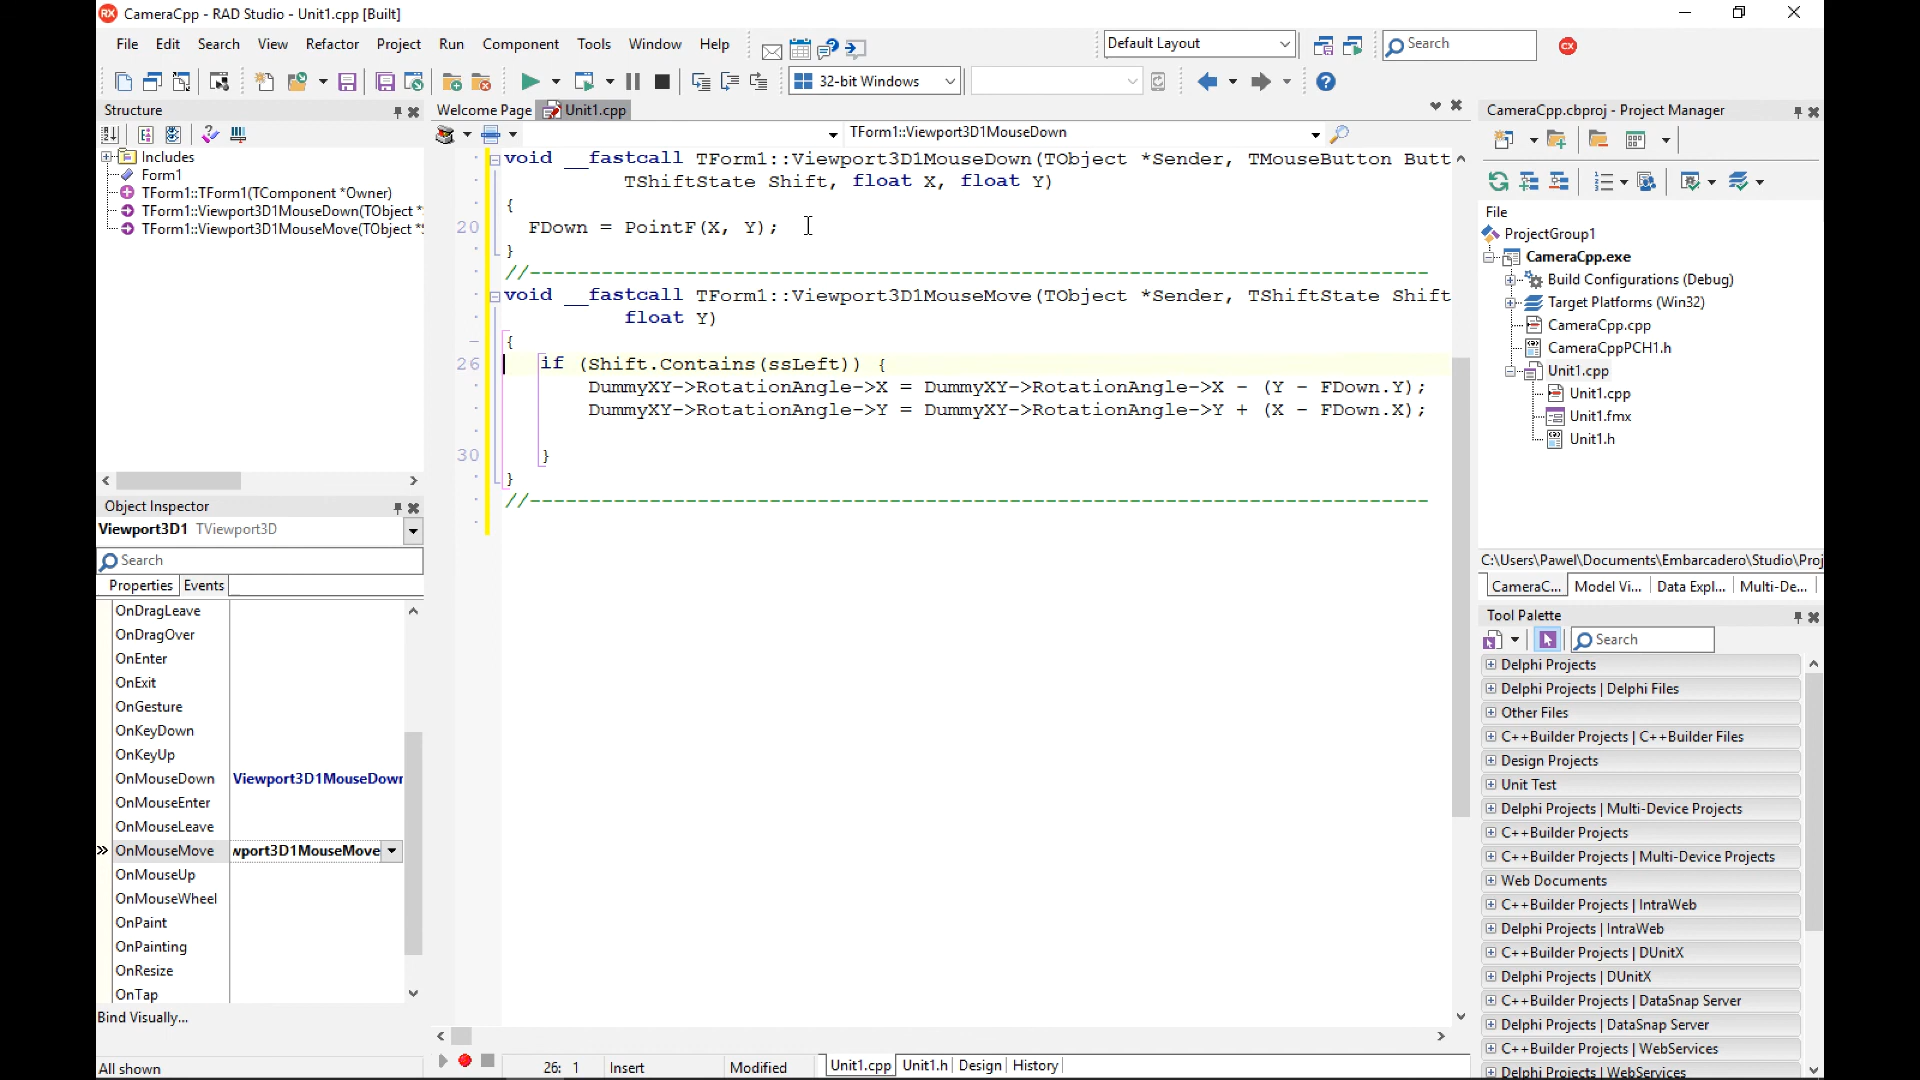 CameraCpp - RAD Studio - Unit1.cpp [Built]
File Edit Search View Refactor Project Run Component Tools Window Help
Default Layout
Search
32-bit Windows
Structure
Includes
Form1
TForm1::TForm1(TComponent *Owner)
TForm1::Viewport3D1MouseDown(TObject *
TForm1::Viewport3D1MouseMove(TObject *
Object Inspector
Viewport3D1 TViewport3D
Search
Properties Events
OnDragLeave
OnDragOver
OnEnter
OnExit
OnGesture
OnKeyDown
OnKeyUp
OnMouseDown Viewport3D1MouseDown
OnMouseEnter
OnMouseLeave
OnMouseMove wport3D1MouseMove
OnMouseUp
OnMouseWheel
OnPaint
OnPainting
OnResize
OnTap
Bind Visually...
All shown
Welcome Page Unit1.cpp
TForm1::Viewport3D1MouseDown
void __fastcall TForm1::Viewport3D1MouseDown(TObject *Sender, TMouseButton Butt
TShiftState Shift, float X, float Y)
{
20 FDown = PointF(X, Y);
}
//---------------------------------------------------------------------------
void __fastcall TForm1::Viewport3D1MouseMove(TObject *Sender, TShiftState Shift
float Y)
{
26 if (Shift.Contains(ssLeft)) {
DummyXY->RotationAngle->X = DummyXY->RotationAngle->X - (Y - FDown.Y);
DummyXY->RotationAngle->Y = DummyXY->RotationAngle->Y + (X - FDown.X);
30 }
}
//---------------------------------------------------------------------------
26: 1 Insert Modified Unit1.cpp Unit1.h Design History
CameraCpp.cbproj - Project Manager
File
ProjectGroup1
CameraCpp.exe
Build Configurations (Debug)
Target Platforms (Win32)
CameraCpp.cpp
CameraCppPCH1.h
Unit1.cpp
Unit1.cpp
Unit1.fmx
Unit1.h
C:\Users\Pawel\Documents\Embarcadero\Studio\Proj
CameraC... Model Vi... Data Expl... Multi-De...
Tool Palette
Search
Delphi Projects
Delphi Projects | Delphi Files
Other Files
C++Builder Projects | C++Builder Files
Design Projects
Unit Test
Delphi Projects | Multi-Device Projects
C++Builder Projects
C++Builder Projects | Multi-Device Projects
Web Documents
C++Builder Projects | IntraWeb
Delphi Projects | IntraWeb
C++Builder Projects | DUnitX
Delphi Projects | DUnitX
C++Builder Projects | DataSnap Server
Delphi Projects | DataSnap Server
C++Builder Projects | WebServices
Delphi Projects | WebServices